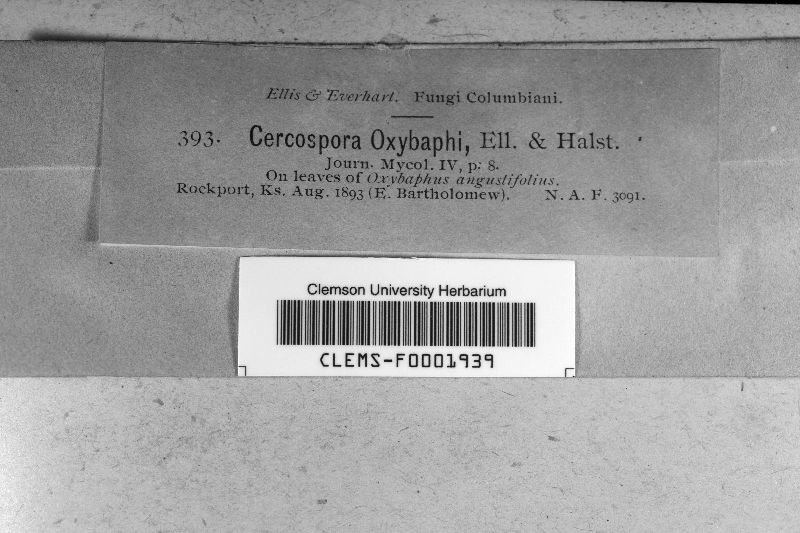 Ellis & Everhart. Fungi Columbiani.
393. Cercospora Oxybaphi, Ell. & Halst.
Journ. Mycol. IV, p. 8.
On leaves of Oxybaphus angustifolius.
Rockport, Ks. Aug. 1893 (E. Bartholomew). N. A. F. 3091.
Clemson University Herbarium
CLEMS-F0001939